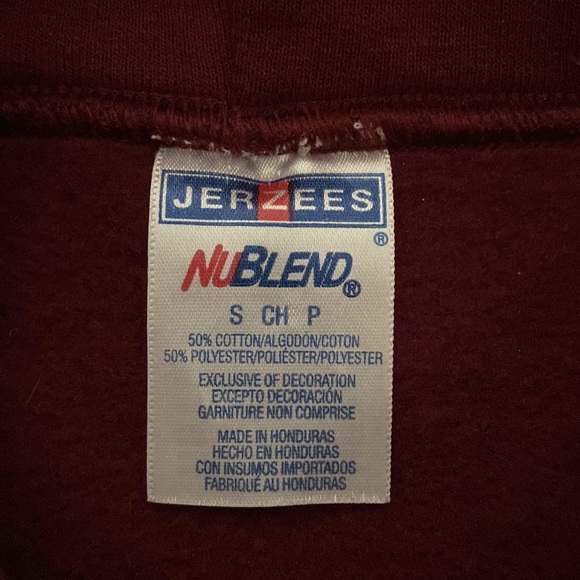 JERZEES
®
NUBLEND®
S CH P
50% COTTON/ALGODÓN/COTON
50% POLYESTER/POLIÉSTER/POLYESTER
EXCLUSIVE OF DECORATION
EXCEPTO DECORACIÓN
GARNITURE NON COMPRISE
MADE IN HONDURAS
HECHO EN HONDURAS
CON INSUMOS IMPORTADOS
FABRIQUÉ AU HONDURAS